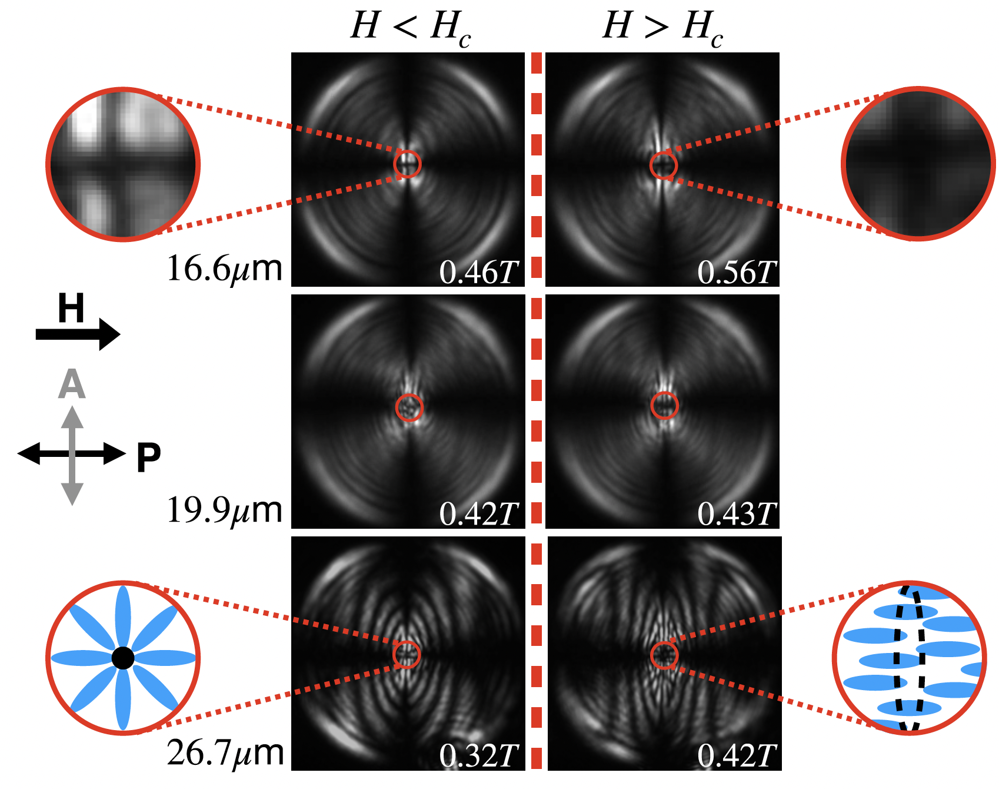 H < Hc
H > Hc
16.6μm
0.46T
0.56T
H
A
P
19.9μm
0.42T
0.43T
26.7μm
0.32T
0.42T